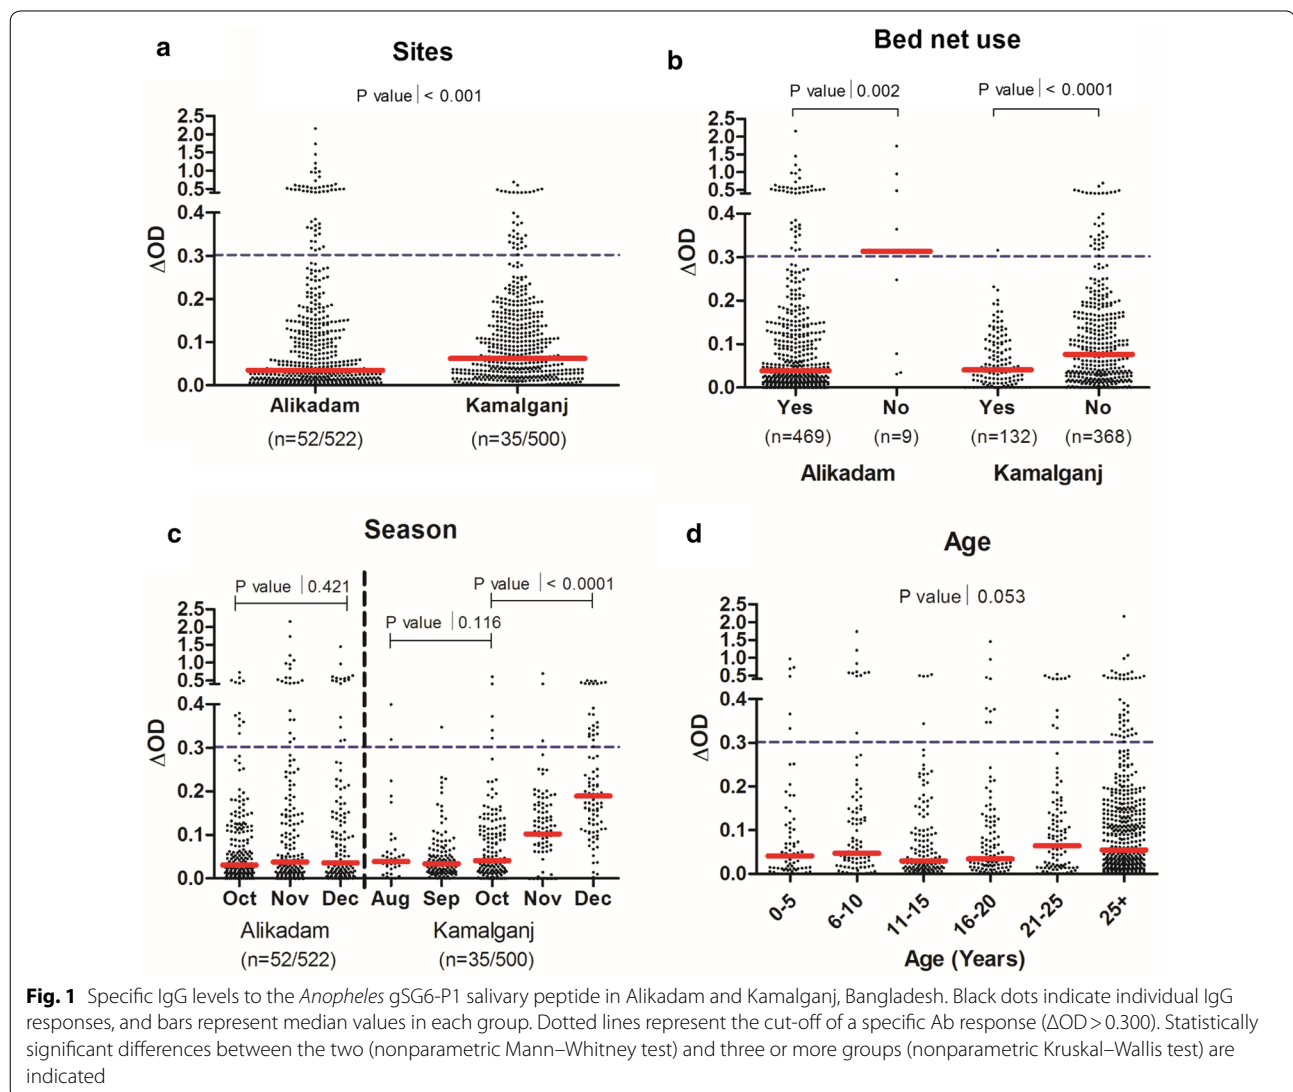 a
Sites
P value | < 0.001
2.5
2.0
1.5
1.0
0.5
0.4
0.3
0.2
0.1
0.0
ΔOD
Alikadam
Kamalganj
(n=52/522)
(n=35/500)
b
Bed net use
P value | 0.002
P value | < 0.0001
2.5
2.0
1.5
1.0
0.5
0.4
0.3
0.2
0.1
0.0
ΔOD
Yes No Yes No
(n=469) (n=9) (n=132) (n=368)
Alikadam Kamalganj
c
Season
P value | 0.421
P value | < 0.0001
P value | 0.116
2.5
2.0
1.5
1.0
0.5
0.4
0.3
0.2
0.1
0.0
ΔOD
Oct Nov Dec Aug Sep Oct Nov Dec
Alikadam Kamalganj
(n=52/522) (n=35/500)
d
Age
P value | 0.053
2.5
2.0
1.5
1.0
0.5
0.4
0.3
0.2
0.1
0.0
ΔOD
0-5 6-10 11-15 16-20 21-25 25+
Age (Years)
Fig. 1 Specific IgG levels to the Anopheles gSG6-P1 salivary peptide in Alikadam and Kamalganj, Bangladesh. Black dots indicate individual IgG
responses, and bars represent median values in each group. Dotted lines represent the cut-off of a specific Ab response (ΔOD > 0.300). Statistically
significant differences between the two (nonparametric Mann–Whitney test) and three or more groups (nonparametric Kruskal–Wallis test) are
indicated